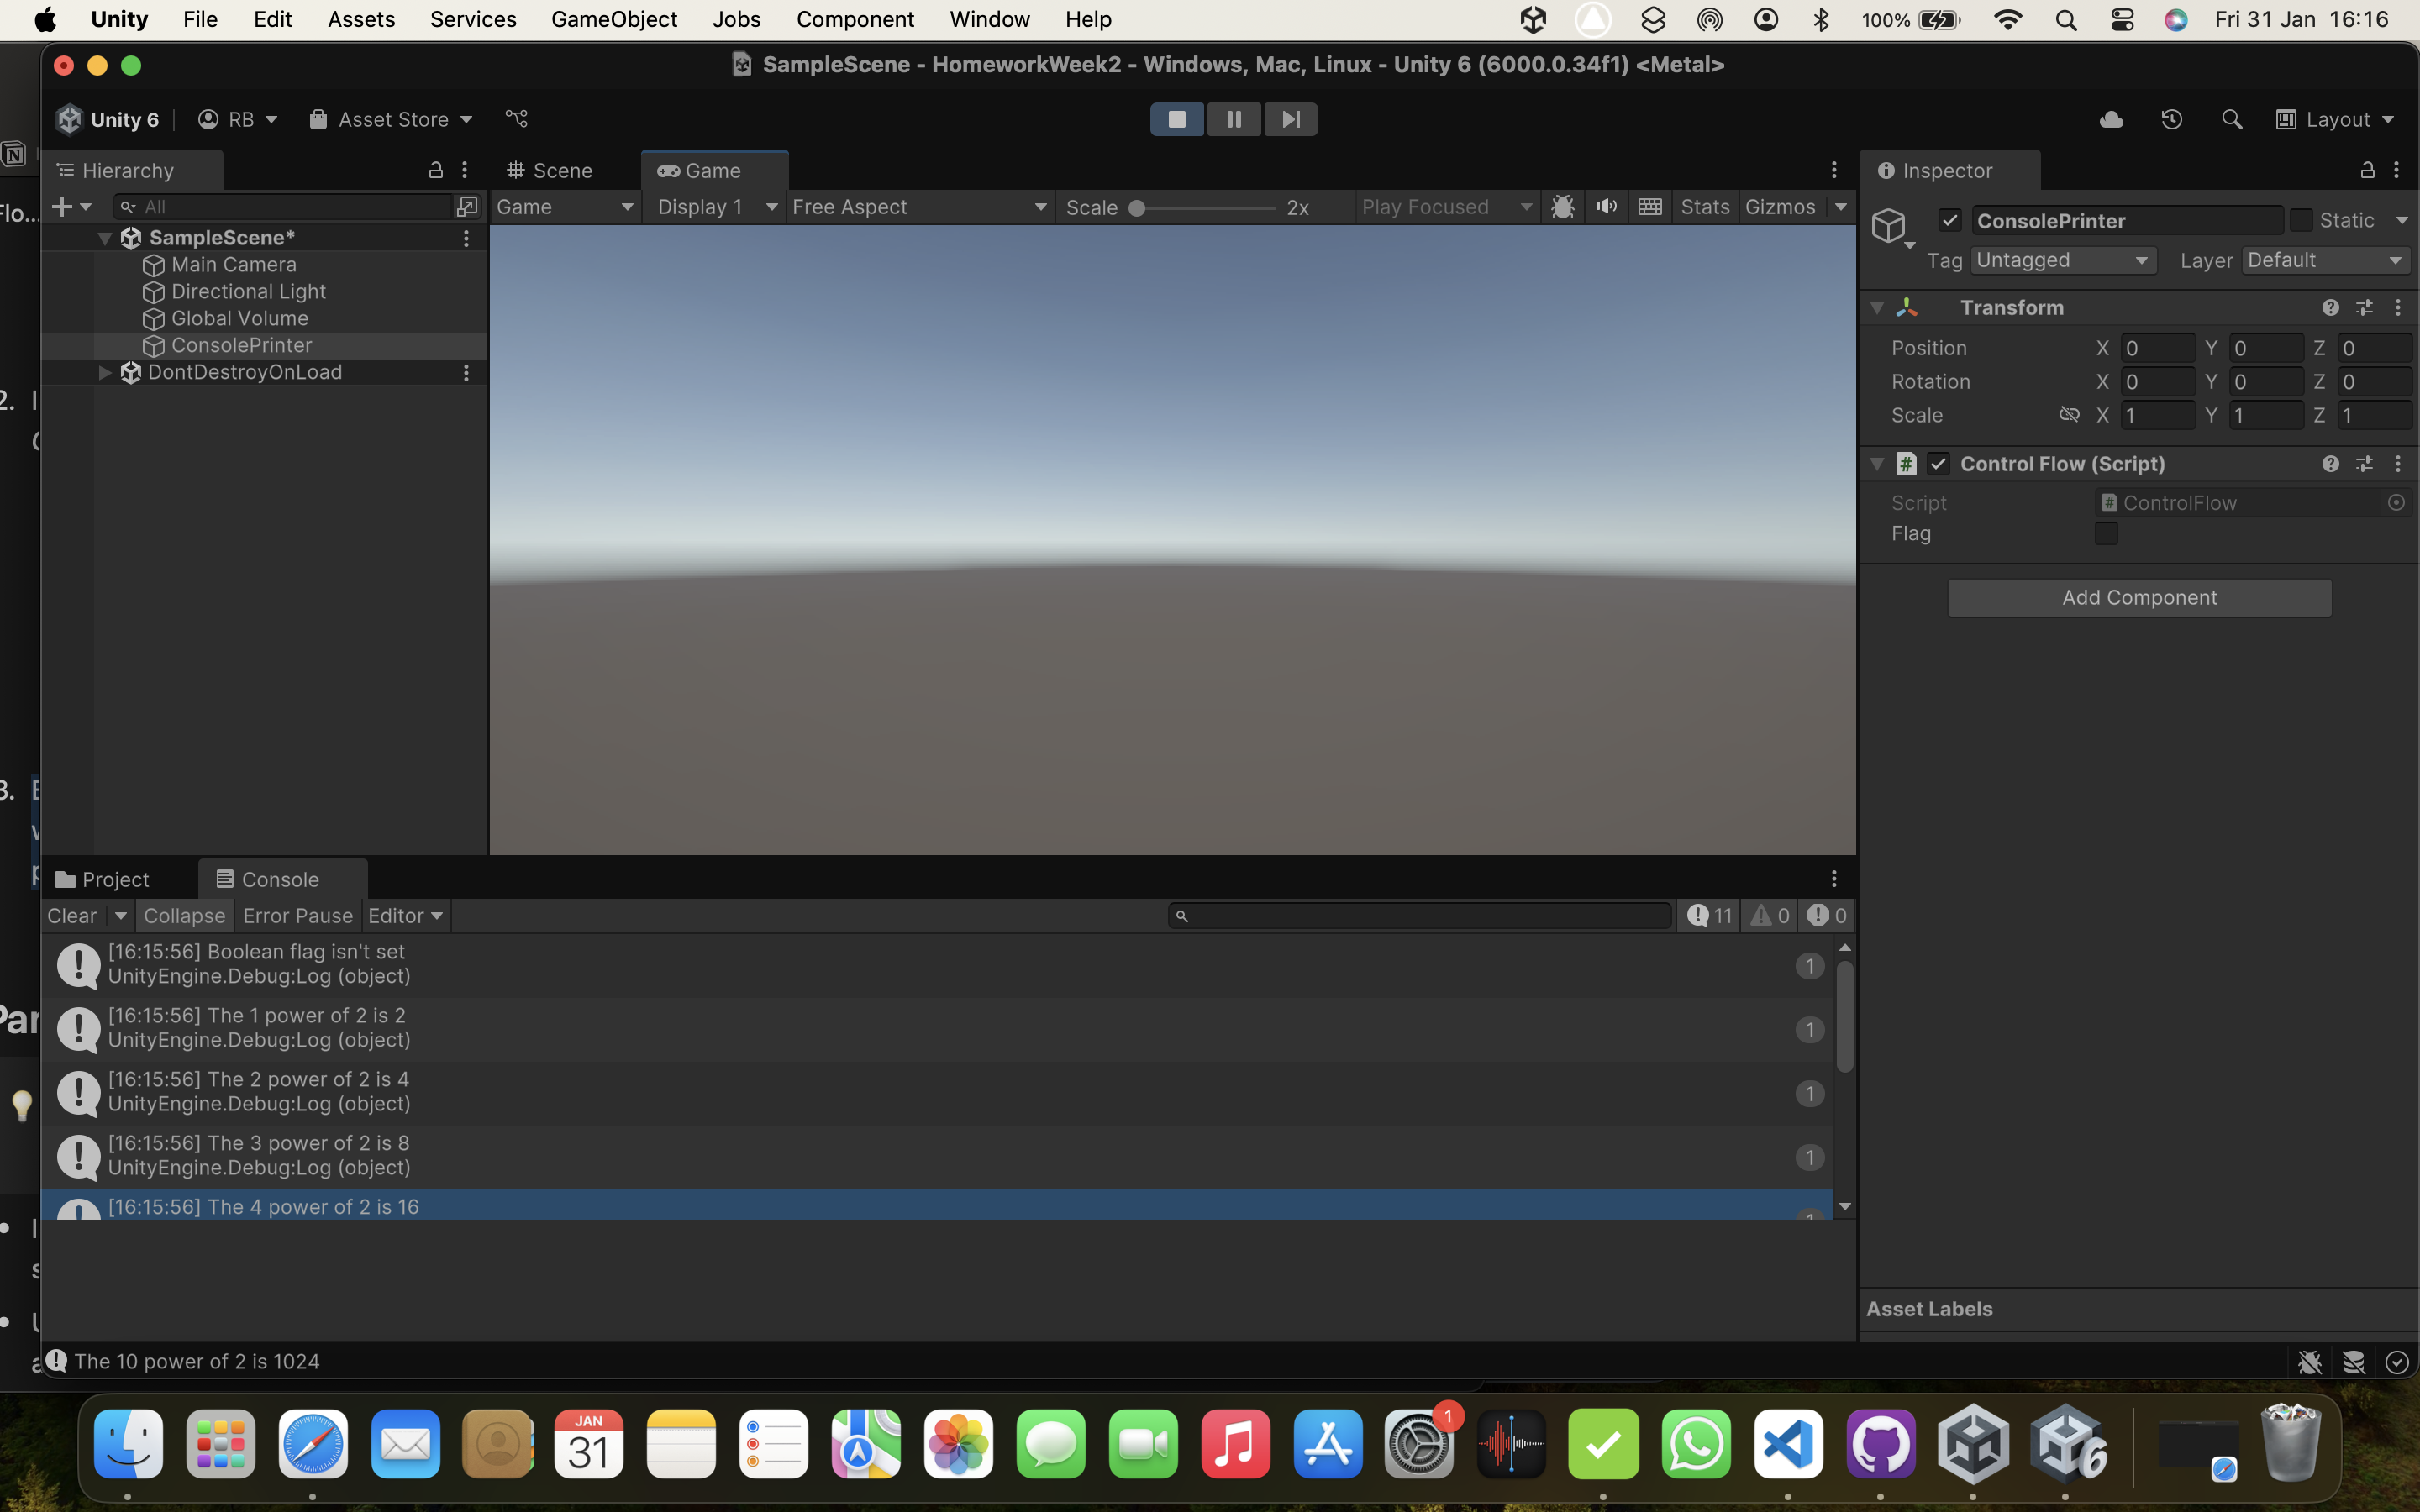 Unity File Edit Assets Services GameObject Jobs Component Window Help 100% Fri 31 Jan 16:16
SampleScene - HomeworkWeek2 - Windows, Mac, Linux - Unity 6 (6000.0.34f1) <Metal>
Unity 6 RB Asset Store Layout
Hierarchy
All
SampleScene*
Main Camera
Directional Light
Global Volume
ConsolePrinter
DontDestroyOnLoad
Scene Game
Game Display 1 Free Aspect Scale 2x Play Focused Stats Gizmos
Inspector
ConsolePrinter Static
Tag Untagged Layer Default
Transform
Position X 0 Y 0 Z 0
Rotation X 0 Y 0 Z 0
Scale X 1 Y 1 Z 1
Control Flow (Script)
Script ControlFlow
Flag
Add Component
Asset Labels
Project Console
Clear Collapse Error Pause Editor 11 0 0
[16:15:56] Boolean flag isn't set
UnityEngine.Debug:Log (object)
1
[16:15:56] The 1 power of 2 is 2
UnityEngine.Debug:Log (object)
1
[16:15:56] The 2 power of 2 is 4
UnityEngine.Debug:Log (object)
1
[16:15:56] The 3 power of 2 is 8
UnityEngine.Debug:Log (object)
1
[16:15:56] The 4 power of 2 is 16
The 10 power of 2 is 1024
Flo...
2.
3.
JAN
31
1
6